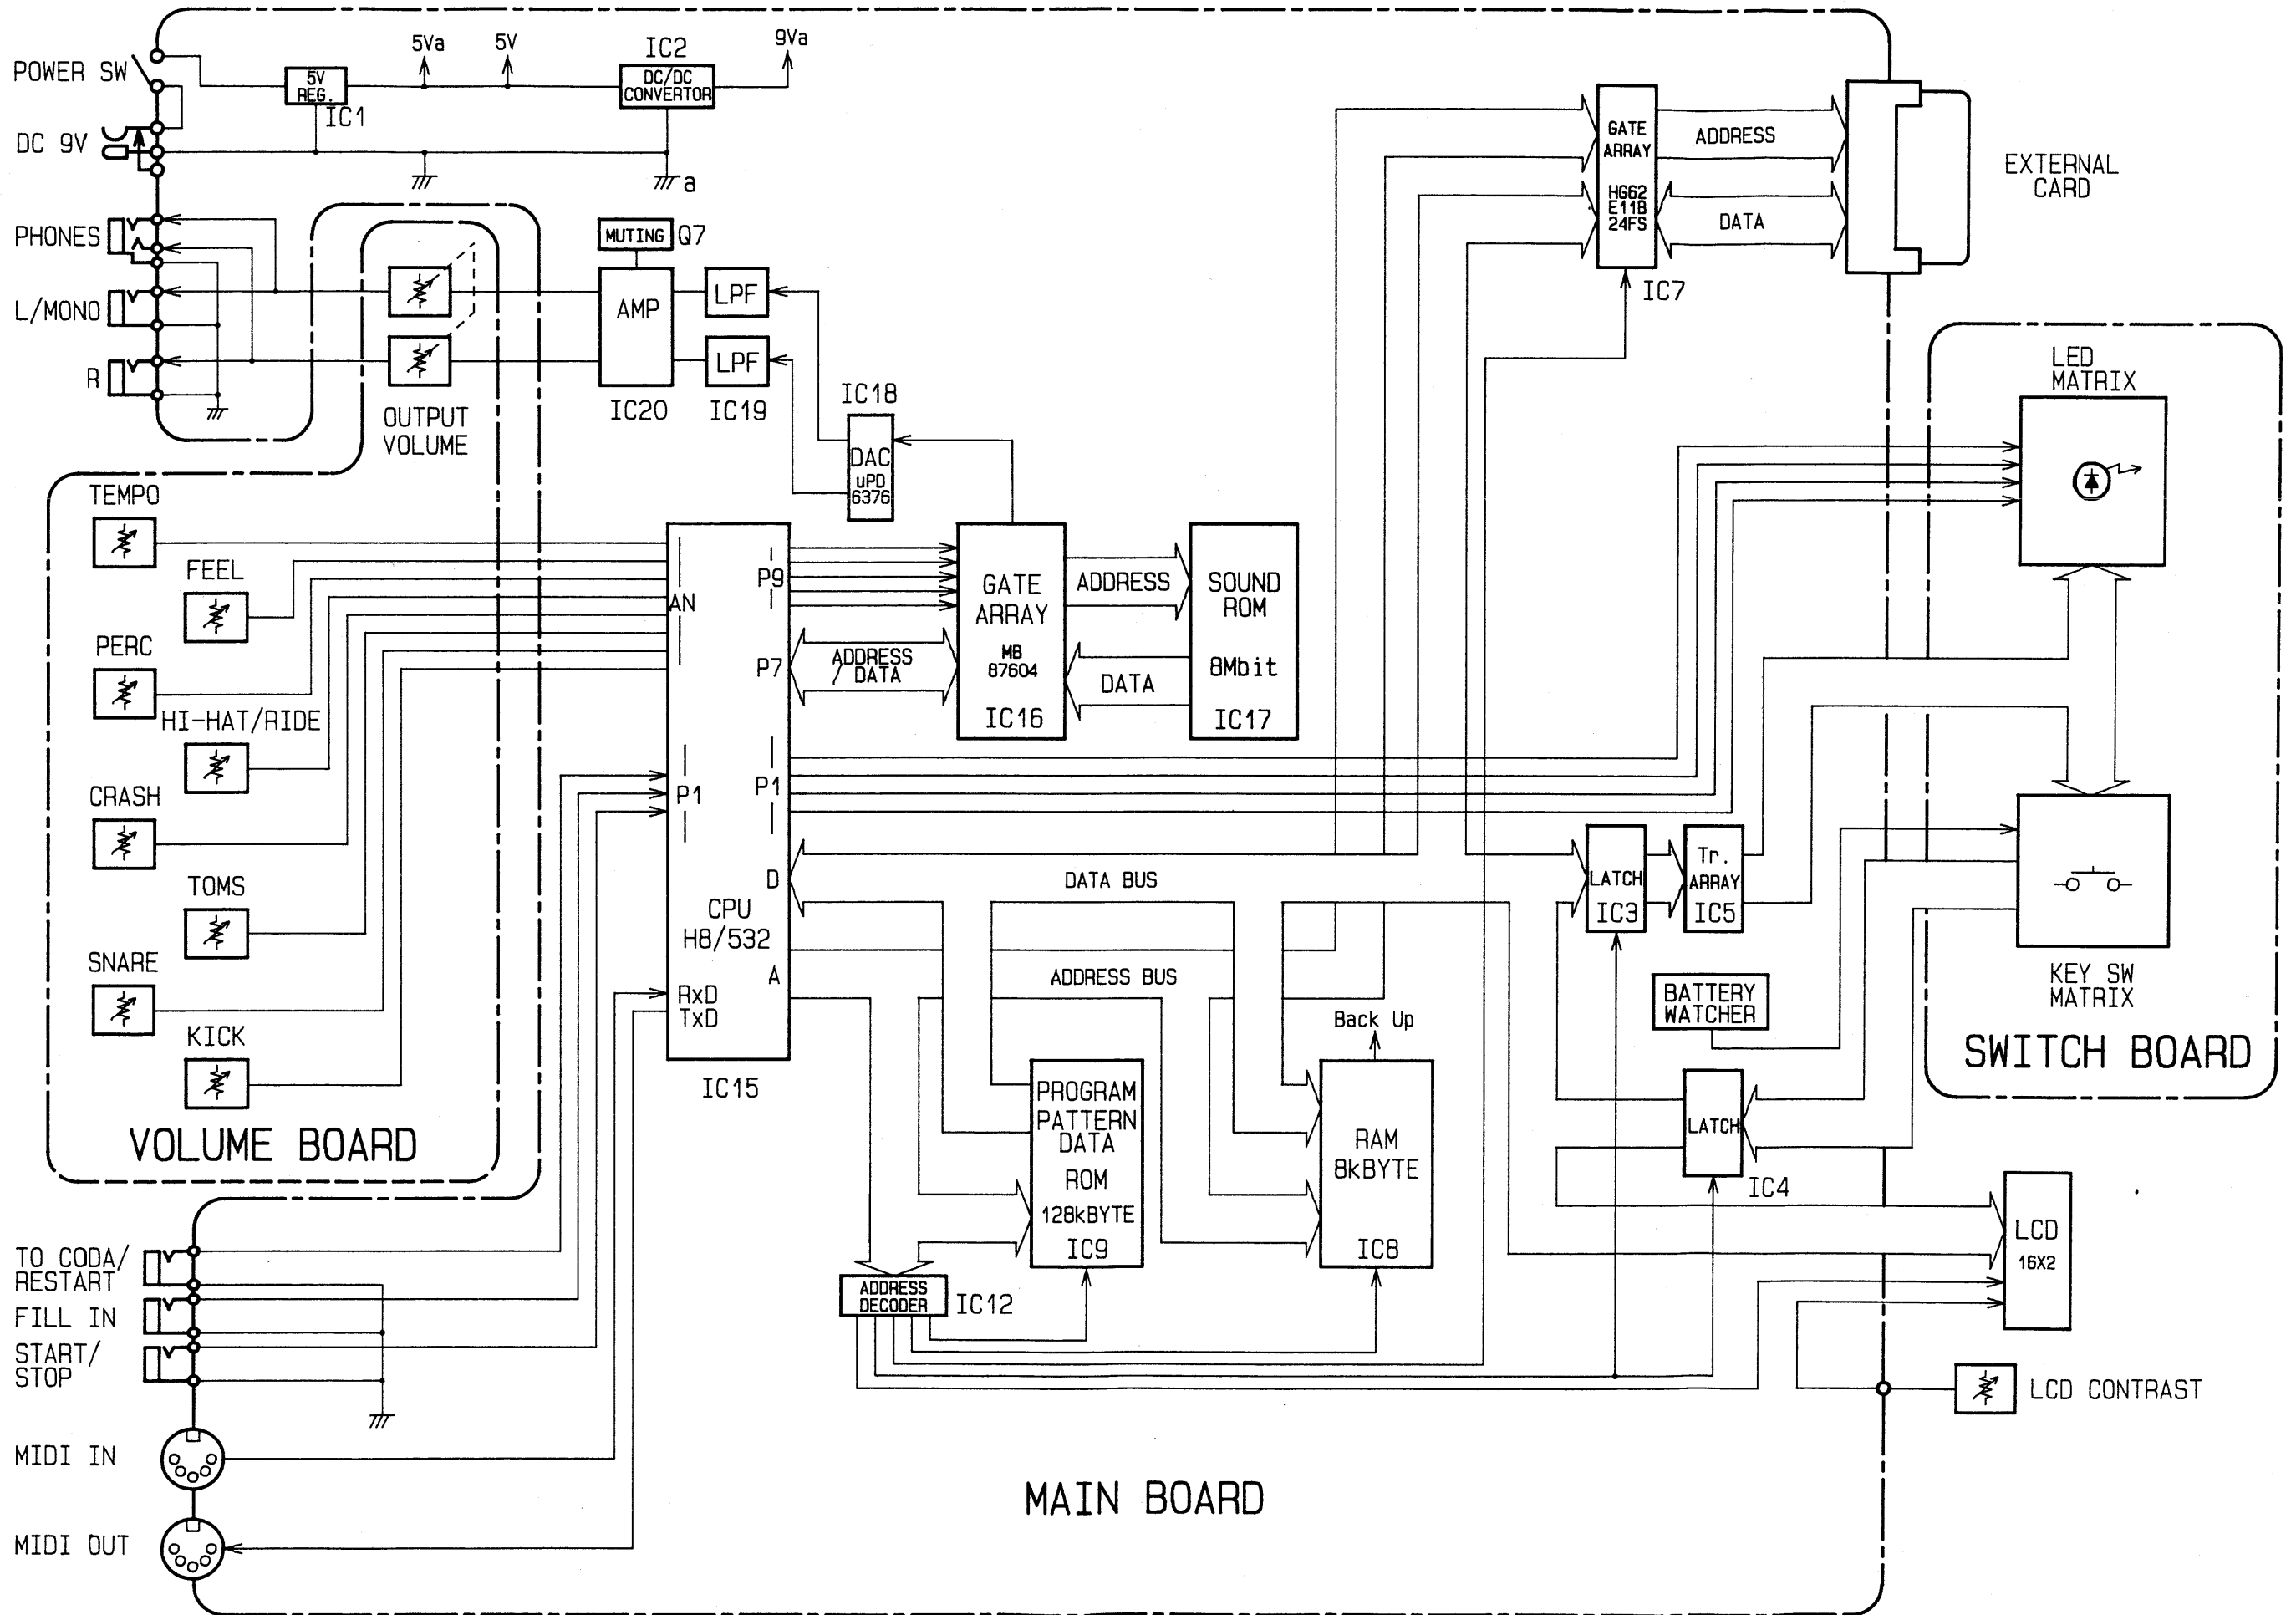 POWER SW
DC 9V
5V
REG.
IC1
5Va
5V
IC2
DC/DC
CONVERTOR
9Va
a
PHONES
L/MONO
R
OUTPUT
VOLUME
MUTING
Q7
AMP
IC20
LPF
LPF
IC19
IC18
DAC
uPD
6376
GATE
ARRAY
HG62
E11B
24FS
IC7
ADDRESS
DATA
EXTERNAL
CARD
LED
MATRIX
KEY SW
MATRIX
SWITCH BOARD
TEMPO
FEEL
PERC
HI-HAT/RIDE
CRASH
TOMS
SNARE
KICK
VOLUME BOARD
AN
P9
P7
P1
P1
D
CPU
H8/532
A
RxD
TxD
IC15
ADDRESS
/ DATA
GATE
ARRAY
MB
87604
IC16
ADDRESS
DATA
SOUND
ROM
8Mbit
IC17
DATA BUS
ADDRESS BUS
LATCH
IC3
Tr.
ARRAY
IC5
BATTERY
WATCHER
LATCH
IC4
Back Up
PROGRAM
PATTERN
DATA
ROM
128kBYTE
IC9
RAM
8kBYTE
IC8
ADDRESS
DECODER
IC12
LCD
16X2
LCD CONTRAST
TO CODA/
RESTART
FILL IN
START/
STOP
MIDI IN
MIDI OUT
MAIN BOARD